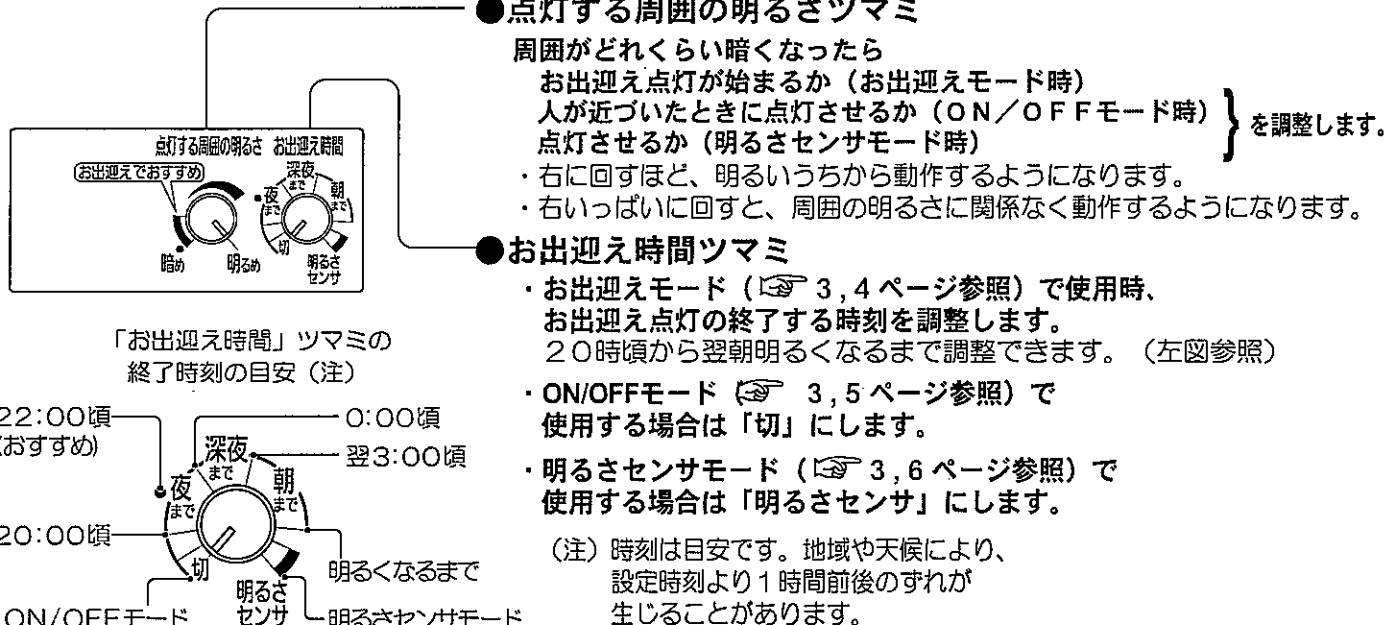 ●点灯する周囲の明るさツマミ
周囲がどれくらい暗くなったら
お出迎え点灯が始まるか（お出迎えモード時）
人が近づいたときに点灯させるか（ＯＮ／ＯＦＦモード時）
点灯させるか（明るさセンサモード時）
を調整します。
・右に回すほど、明るいうちから動作するようになります。
・右いっぱいに回すと、周囲の明るさに関係なく動作するようになります。
点灯する周囲の明るさ お出迎え時間
お出迎えでおすすめ
暗め 明るめ
切
夜まで
深夜まで
朝まで
明るさ
センサ
●お出迎え時間ツマミ
・お出迎えモード（☞ 3,4 ページ参照）で使用時、
お出迎え点灯の終了する時刻を調整します。
２０時頃から翌朝明るくなるまで調整できます。（左図参照）
・ON/OFFモード（☞ 3,5 ページ参照）で
使用する場合は「切」にします。
・明るさセンサモード（☞ 3,6 ページ参照）で
使用する場合は「明るさセンサ」にします。
（注）時刻は目安です。地域や天候により、
設定時刻より１時間前後のずれが
生じることがあります。
「お出迎え時間」ツマミの
終了時刻の目安（注）
22:00頃
(おすすめ)
0:00頃
翌3:00頃
20:00頃
明るくなるまで
切
夜まで
深夜まで
朝まで
明るさ
センサ
ON/OFFモード
明るさセンサモード